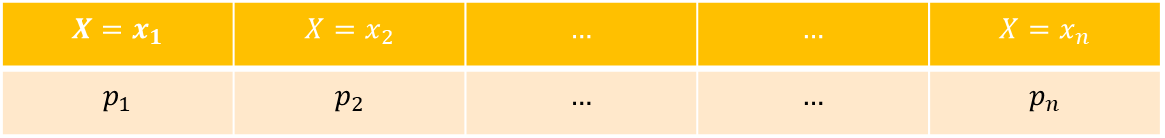 X = x₁ X = x₂ ... ... X = xₙ
p₁ p₂ ... ... pₙ